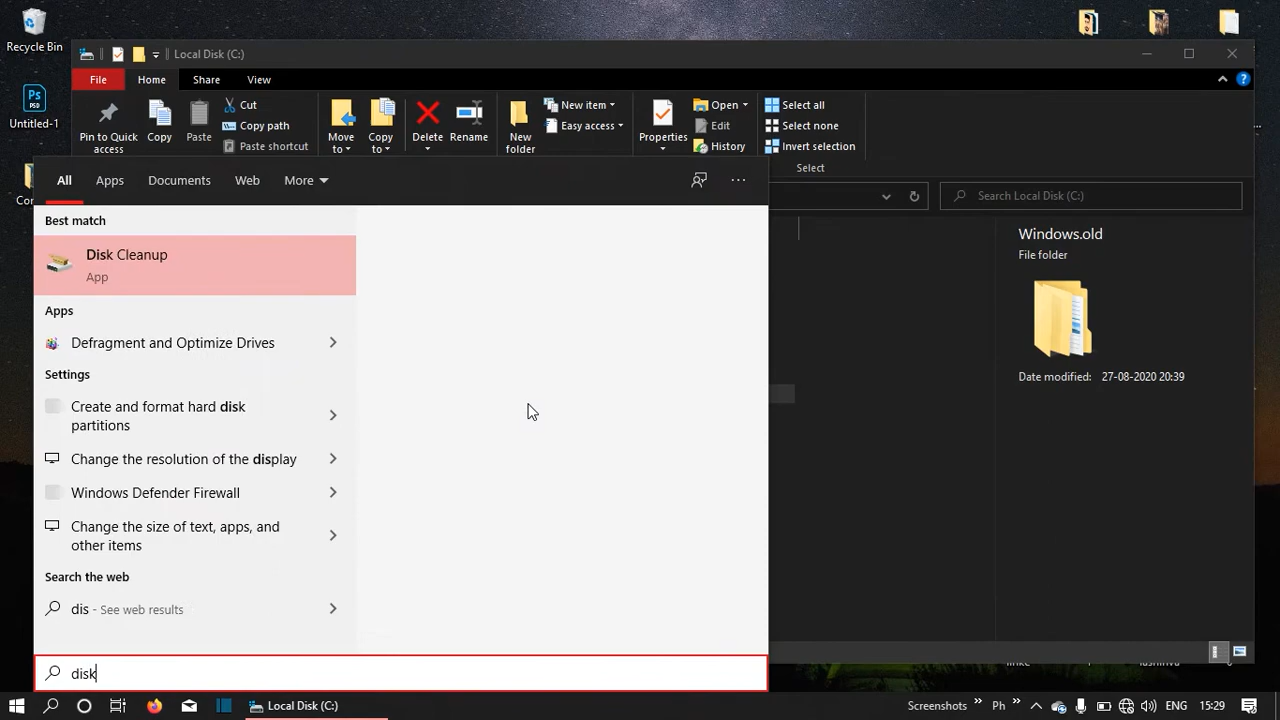 Recycle Bin
Local Disk (C:)
File Home Share View
Untitled-1
Pin to Quick access
Copy
Paste
Cut
Copy path
Paste shortcut
Move to
Copy to
Delete
Rename
New folder
New item
Easy access
Properties
Open
Edit
History
Select all
Select none
Invert selection
Select
All Apps Documents Web More
Search Local Disk (C:)
Best match
Disk Cleanup
App
Apps
Defragment and Optimize Drives
Settings
Create and format hard disk
partitions
Change the resolution of the display
Windows Defender Firewall
Change the size of text, apps, and
other items
Search the web
dis - See web results
disk
Windows.old
File folder
Date modified: 27-08-2020 20:39
Local Disk (C:)
Screenshots
Ph
ENG
15:29